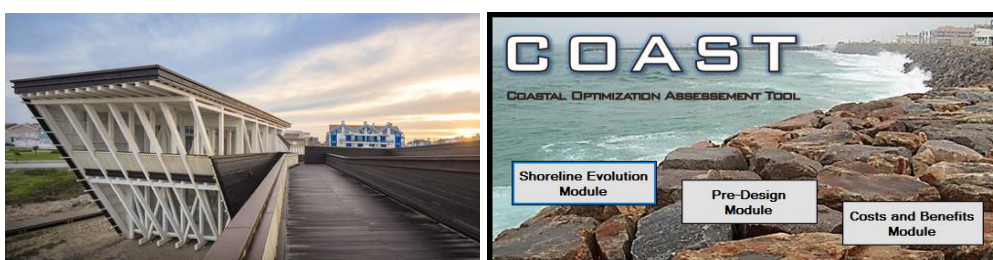 COAST
COASTAL OPTIMIZATION ASSESSEMENT TOOL
Shoreline Evolution
Module
Pre-Design
Module
Costs and Benefits
Module